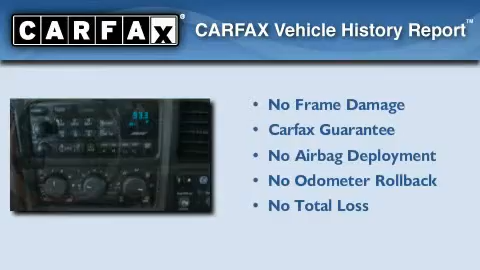 CARFAX® CARFAX Vehicle History Report™
• No Frame Damage
• Carfax Guarantee
• No Airbag Deployment
• No Odometer Rollback
• No Total Loss